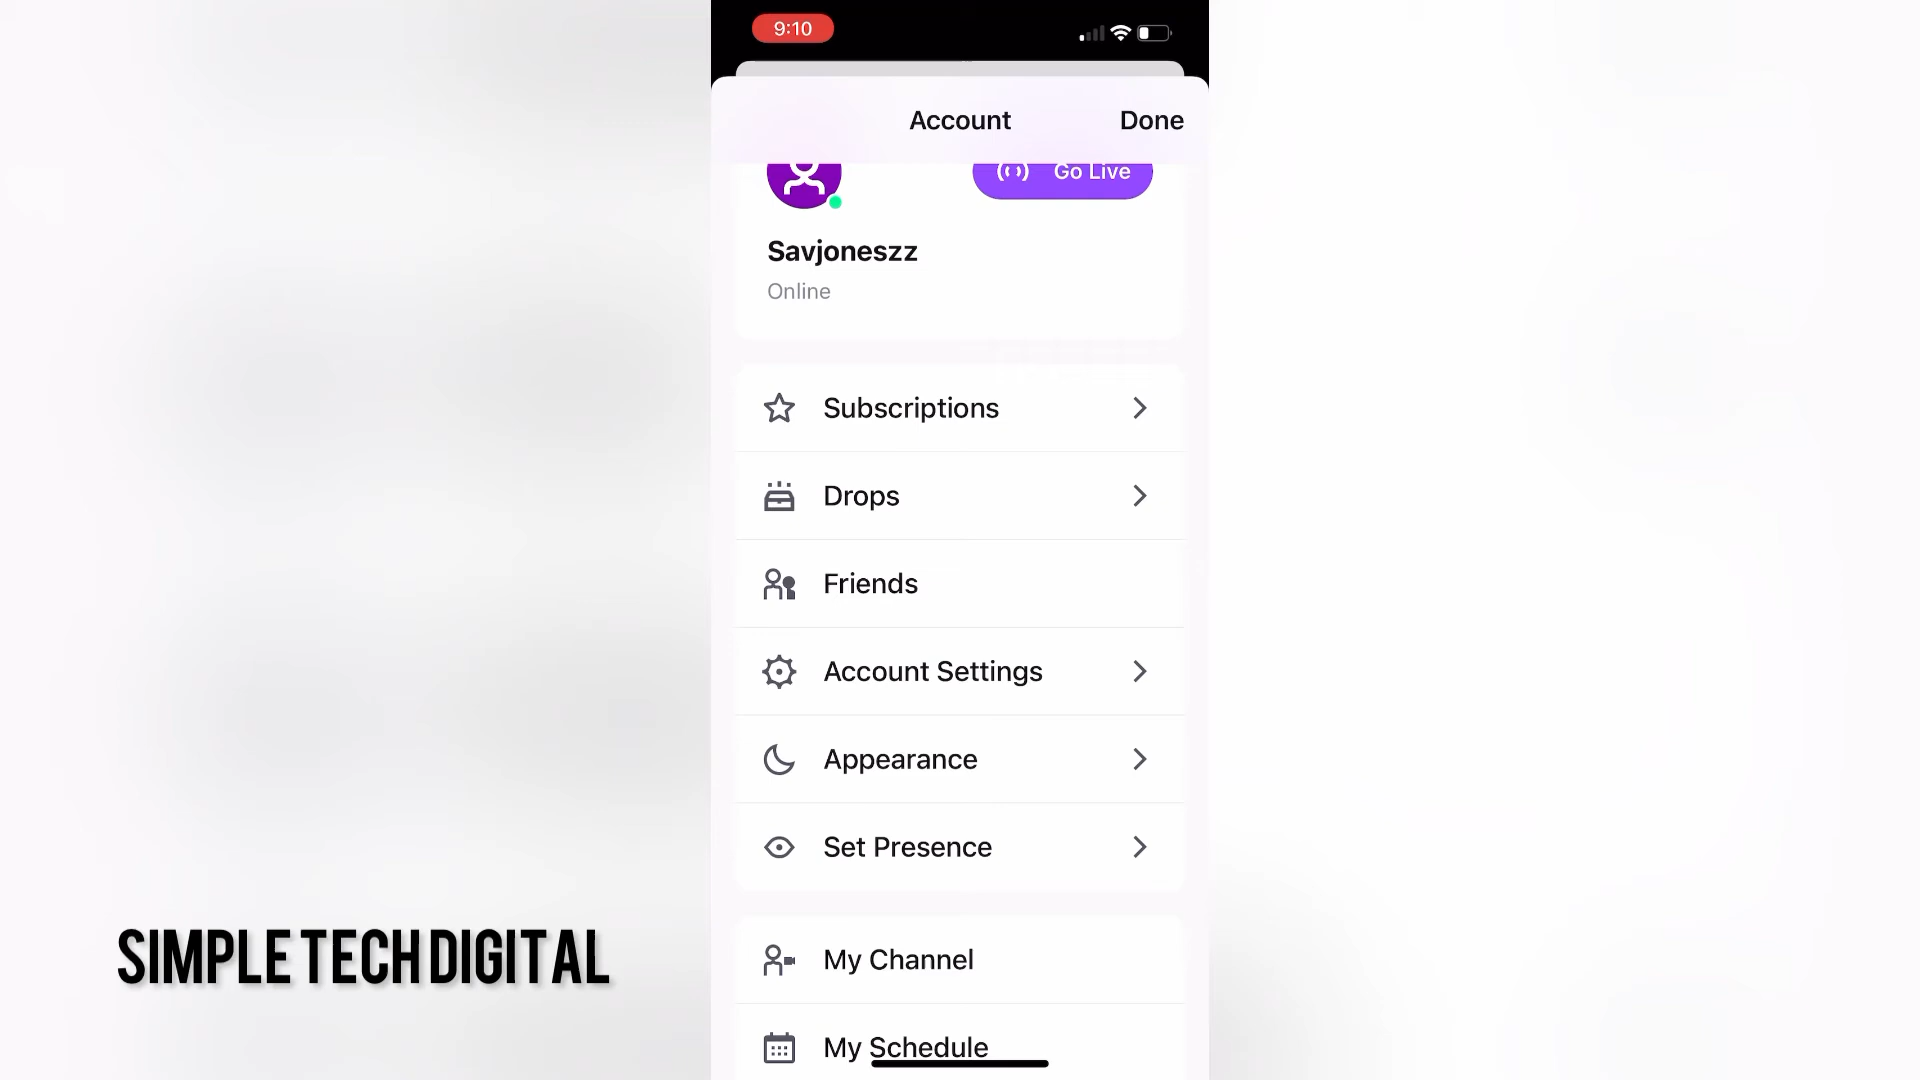 9:10
Account
Done
Go Live
Savjoneszz
Online
Subscriptions
Drops
Friends
Account Settings
Appearance
Set Presence
My Channel
My Schedule
SIMPLE TECH DIGITAL